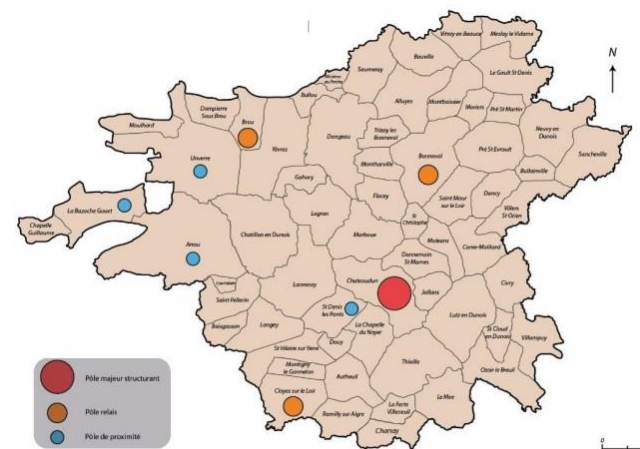 Vitray en Beauce
Meslay le Vidame
N
Bouville
Saumeray
Le Gault St Denis
Bullou
Alluyes
Montboissier
Moriers
Pré St Martin
Dampierre
Sous Brou
Brou
Moulhard
Yèvres
Dangeau
Trizay les
Bonneval
Neuvy en
Dunois
Sancheville
Unverre
Montharville
Bonneval
Pré St Evroult
Bullainville
Gohory
Flacey
Saint Maur
sur le Loir
Dancy
Villars
St Orien
La Bazoche Gouet
Chapelle
Guillaume
Logron
St
Christophe
Arrou
Chatillon en Dunois
Marboue
Moleans
Conie-Molitard
Donnemain
St Mames
Saint Pellerin
Lanneray
Chateaudun
Jallans
Civry
St Denis
les Ponts
Lutz en Dunois
Boisgasson
Langey
La Chapelle
du Noyer
St Cloud
en Dunois
Villampuy
Douy
St Hilaire sur Yerre
Thiville
Ozoir le Breuil
Montigny
le Gannelon
Autheuil
Cloyes sur le Loir
La Ferte
Villeneuil
La Mee
Romilly sur Aigre
Charray
Pôle majeur structurant
Pôle relais
Pôle de proximité
0